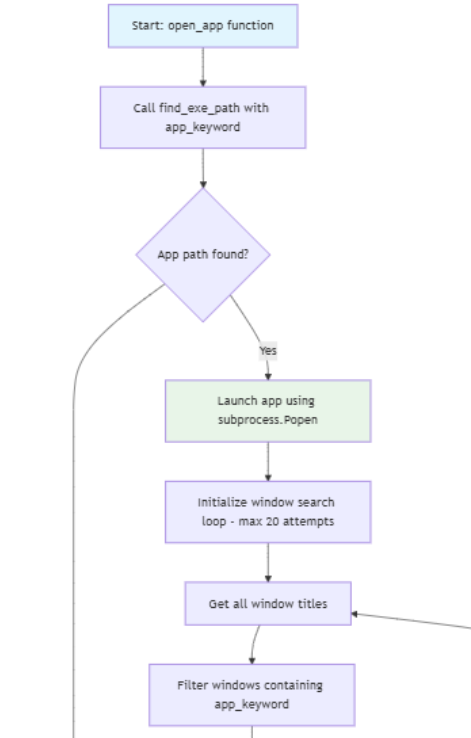 Start: open_app function
Call find_exe_path with
app_keyword
App path found?
Yes
Launch app using
subprocess.Popen
Initialize window search
loop - max 20 attempts
Get all window titles
Filter windows containing
app_keyword